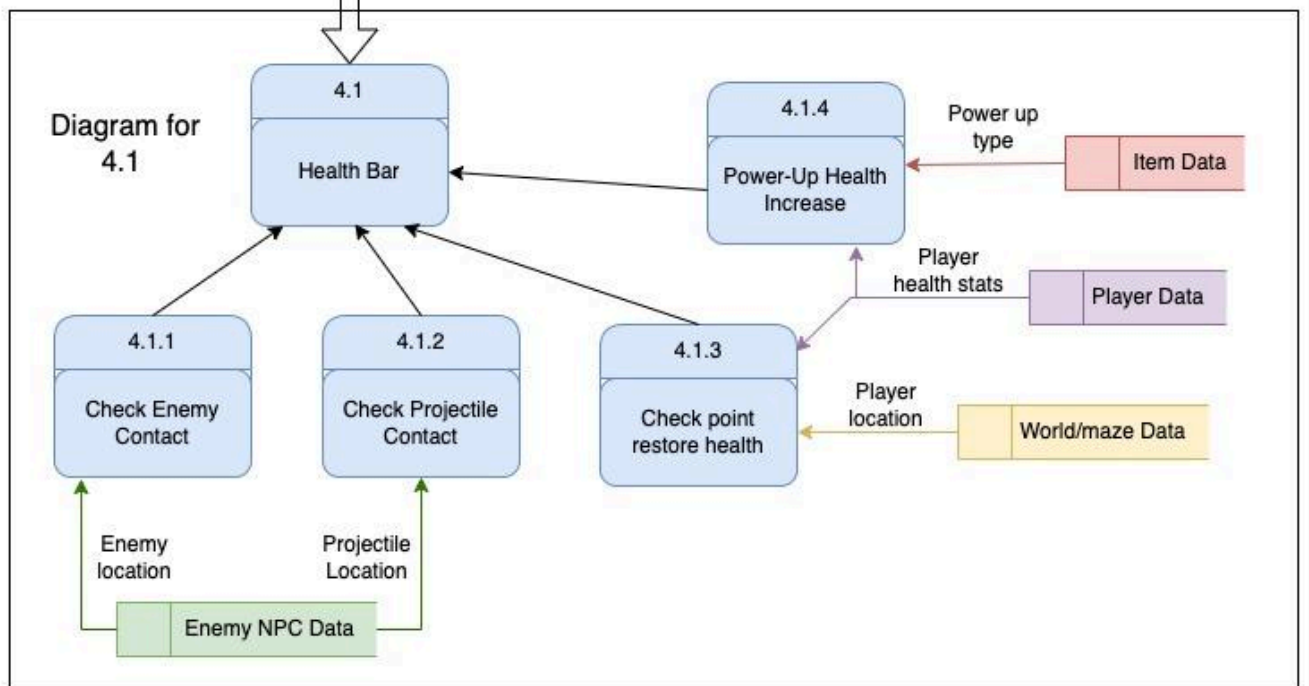 Diagram for
4.1
4.1
Health Bar
4.1.4
Power-Up Health
Increase
Power up
type
Item Data
Player
health stats
Player Data
4.1.1
Check Enemy
Contact
4.1.2
Check Projectile
Contact
4.1.3
Check point
restore health
Player
location
World/maze Data
Enemy
location
Projectile
Location
Enemy NPC Data